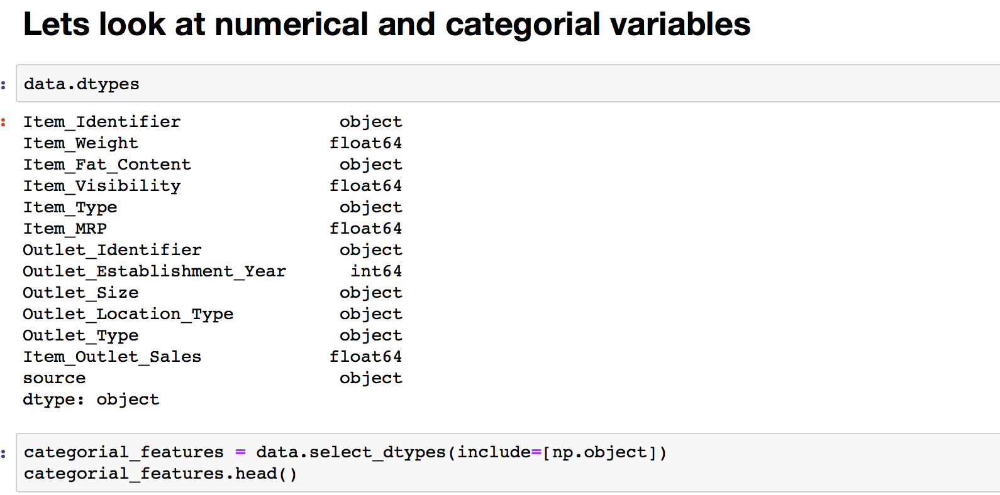 Lets look at numerical and categorial variables
:
data.dtypes
:
Item_Identifier object
Item_Weight float64
Item_Fat_Content object
Item_Visibility float64
Item_Type object
Item_MRP float64
Outlet_Identifier object
Outlet_Establishment_Year int64
Outlet_Size object
Outlet_Location_Type object
Outlet_Type object
Item_Outlet_Sales float64
source object
dtype: object
:
categorial_features = data.select_dtypes(include=[np.object])
categorial_features.head()